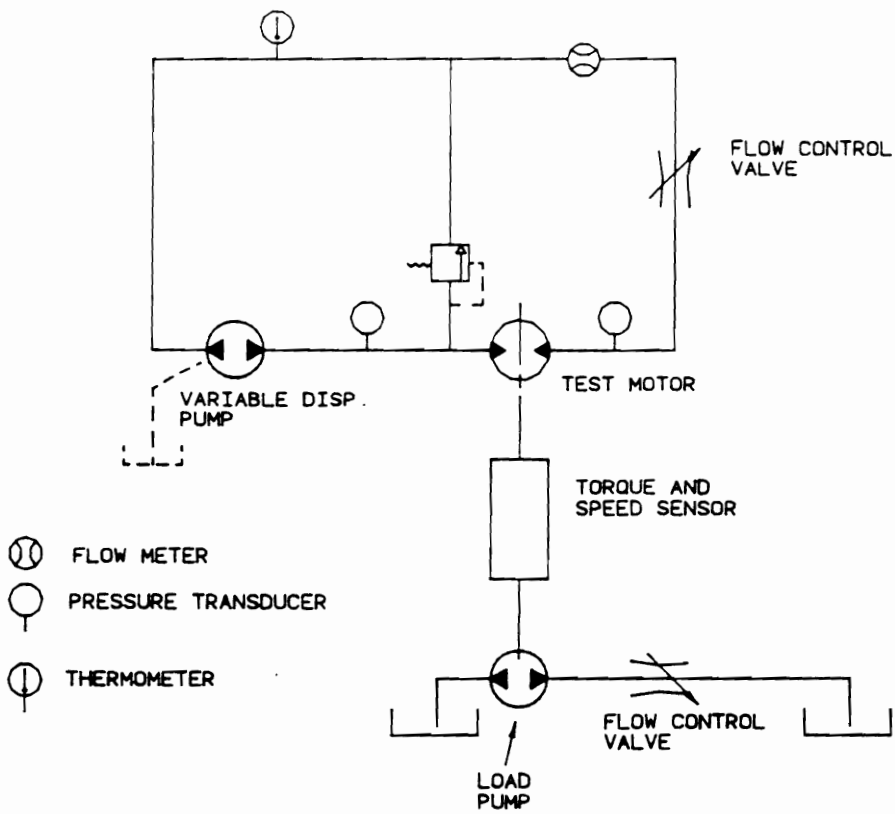 FLOW CONTROL
VALVE
TEST MOTOR
VARIABLE DISP.
PUMP
TORQUE AND
SPEED SENSOR
FLOW METER
PRESSURE TRANSDUCER
THERMOMETER
FLOW CONTROL
VALVE
LOAD
PUMP